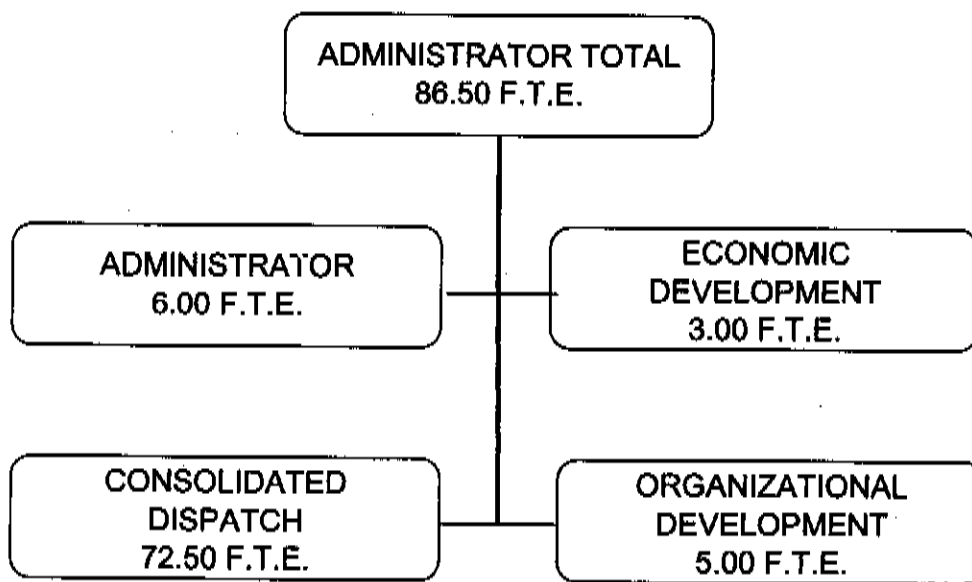 ADMINISTRATOR TOTAL
86.50 F.T.E.
ADMINISTRATOR
6.00 F.T.E.
ECONOMIC
DEVELOPMENT
3.00 F.T.E.
CONSOLIDATED
DISPATCH
72.50 F.T.E.
ORGANIZATIONAL
DEVELOPMENT
5.00 F.T.E.